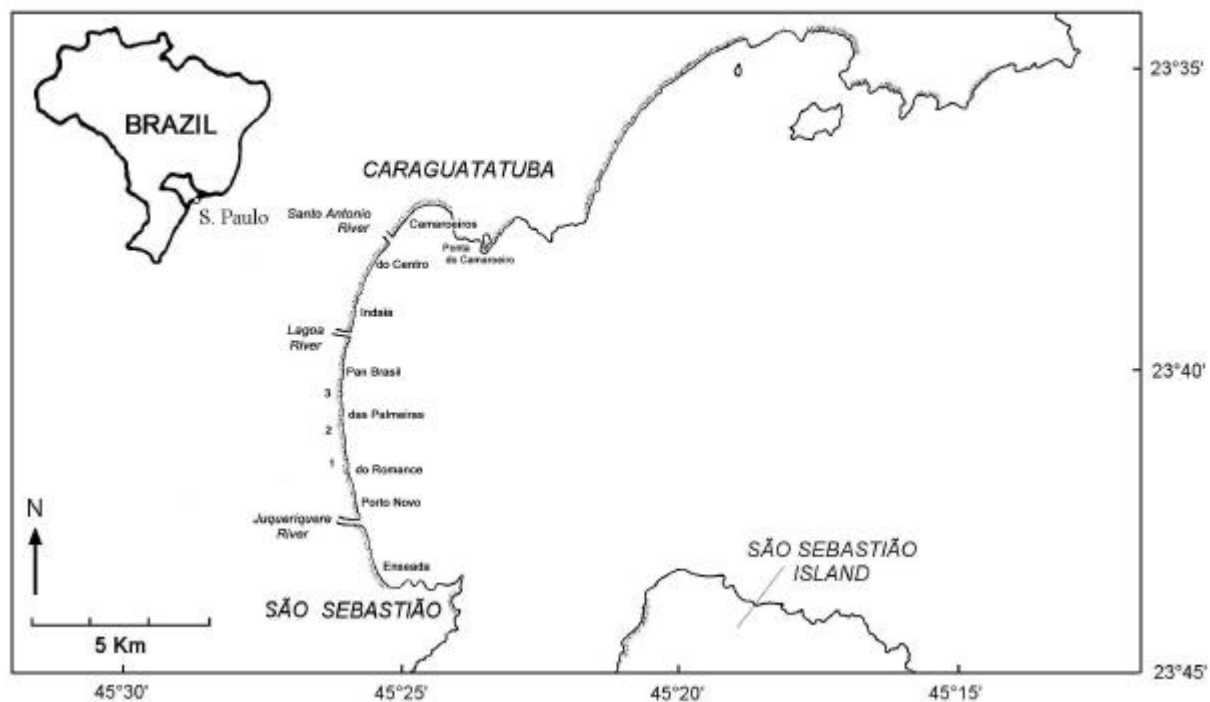 BRAZIL
S. Paulo
CARAGUATATUBA
Santo Antonio
River
Camaroeiros
Ponta
do Camaroeiro
do Centro
Indaia
Lagoa
River
Pan Brasil
3
das Palmeiras
2
1
do Romance
Porto Novo
Juqueriquere
River
Enseada
SÃO SEBASTIÃO
SÃO SEBASTIÃO
ISLAND
N
5 Km
23°35'
23°40'
23°45'
45°30'
45°25'
45°20'
45°15'